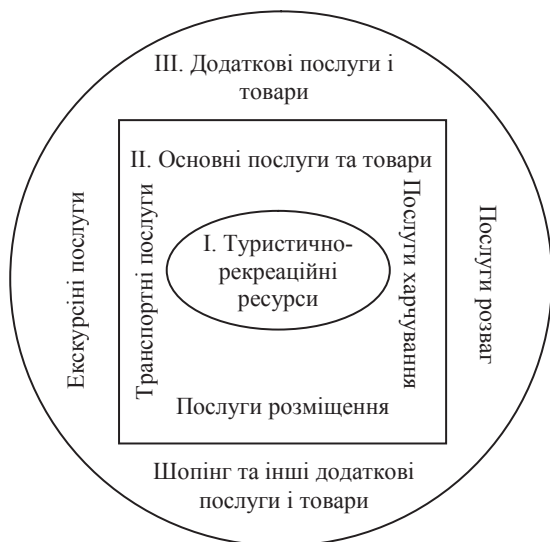 III. Додаткові послуги і
товари
II. Основні послуги та товари
Екскурсіні послуги
Транспортні послуги
I. Туристично-
рекреаційні
ресурси
Послуги харчування
Послуги розваг
Послуги розміщення
Шопінг та інші додаткові
послуги і товари